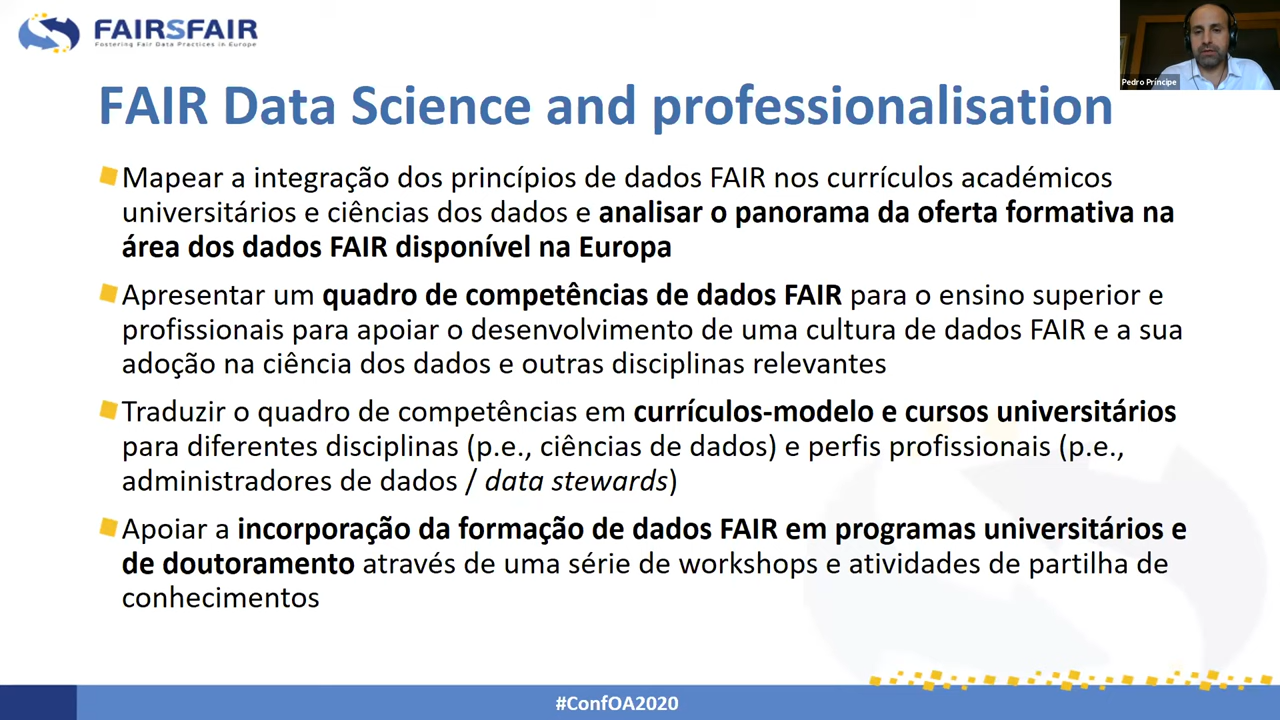 FAIRSFAIR
Fostering Fair Data Practices in Europe
Pedro Príncipe
FAIR Data Science and professionalisation
Mapear a integração dos princípios de dados FAIR nos currículos académicos
universitários e ciências dos dados e analisar o panorama da oferta formativa na
área dos dados FAIR disponível na Europa
Apresentar um quadro de competências de dados FAIR para o ensino superior e
profissionais para apoiar o desenvolvimento de uma cultura de dados FAIR e a sua
adoção na ciência dos dados e outras disciplinas relevantes
Traduzir o quadro de competências em currículos-modelo e cursos universitários
para diferentes disciplinas (p.e., ciências de dados) e perfis profissionais (p.e.,
administradores de dados / data stewards)
Apoiar a incorporação da formação de dados FAIR em programas universitários e
de doutoramento através de uma série de workshops e atividades de partilha de
conhecimentos
#ConfOA2020